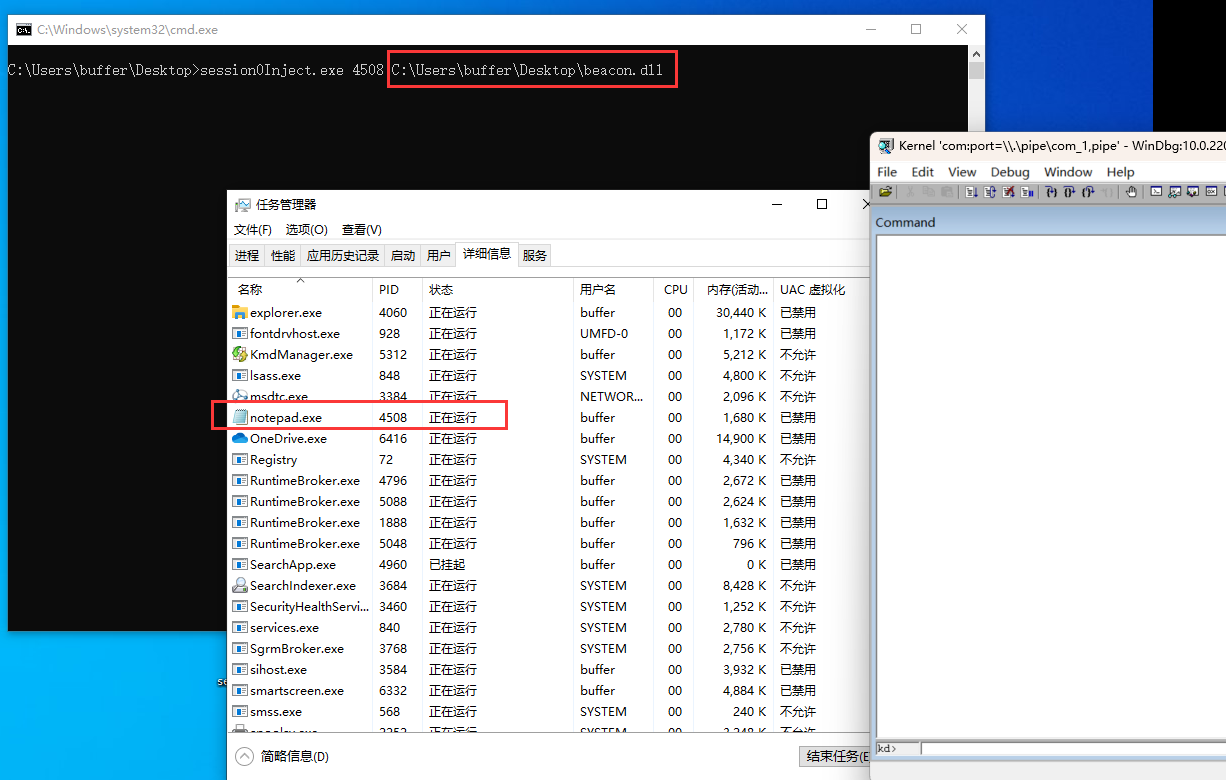 C:\Windows\system32\cmd.exe
C:\Users\buffer\Desktop>session0Inject.exe 4508 C:\Users\buffer\Desktop\beacon.dll
Kernel 'com:port=\\.\pipe\com_1,pipe' - WinDbg:10.0.220
File Edit View Debug Window Help
Command
kd>
任务管理器
文件(F) 选项(O) 查看(V)
进程 性能 应用历史记录 启动 用户 详细信息 服务
名称 PID 状态 用户名 CPU 内存(活动... UAC 虚拟化
explorer.exe 4060 正在运行 buffer 00 30,440 K 已禁用
fontdrvhost.exe 928 正在运行 UMFD-0 00 1,172 K 已禁用
KmdManager.exe 5312 正在运行 buffer 00 5,212 K 不允许
lsass.exe 848 正在运行 SYSTEM 00 4,800 K 不允许
msdtc.exe 3384 正在运行 NETWOR... 00 2,096 K 不允许
notepad.exe 4508 正在运行 buffer 00 1,680 K 已禁用
OneDrive.exe 6416 正在运行 buffer 00 14,900 K 已禁用
Registry 72 正在运行 SYSTEM 00 4,340 K 不允许
RuntimeBroker.exe 4796 正在运行 buffer 00 2,672 K 已禁用
RuntimeBroker.exe 5088 正在运行 buffer 00 2,624 K 已禁用
RuntimeBroker.exe 1888 正在运行 buffer 00 1,632 K 已禁用
RuntimeBroker.exe 5048 正在运行 buffer 00 796 K 已禁用
SearchApp.exe 4960 已挂起 buffer 00 0 K 已禁用
SearchIndexer.exe 3684 正在运行 SYSTEM 00 8,428 K 不允许
SecurityHealthServi... 3460 正在运行 SYSTEM 00 1,252 K 不允许
services.exe 840 正在运行 SYSTEM 00 2,780 K 不允许
SgrmBroker.exe 3768 正在运行 SYSTEM 00 2,756 K 不允许
sihost.exe 3584 正在运行 buffer 00 3,932 K 已禁用
smartscreen.exe 6332 正在运行 buffer 00 4,884 K 已禁用
smss.exe 568 正在运行 SYSTEM 00 240 K 不允许
简略信息(D) 结束任务(E